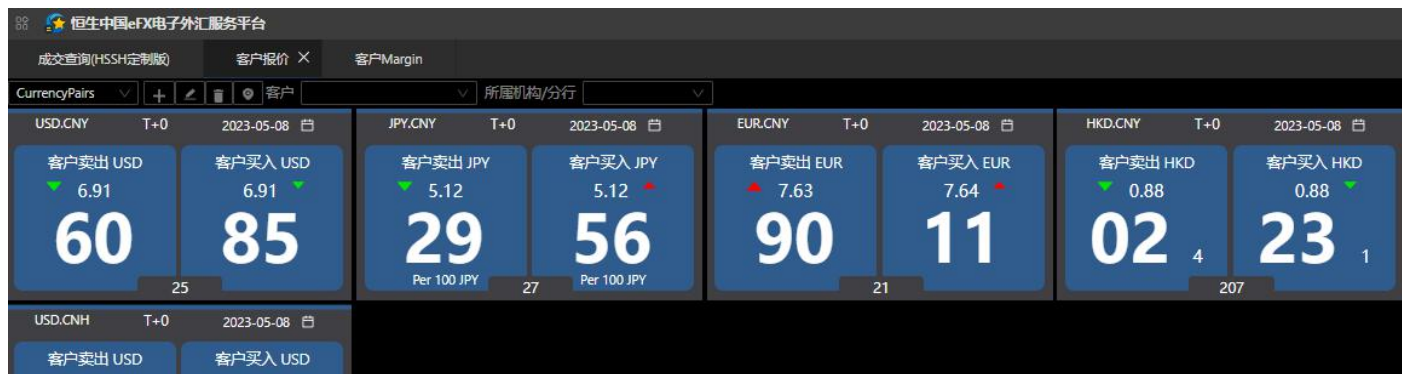 恒生中国eFX电子外汇服务平台
成交查询(HSSH定制版) 客户报价 客户Margin
CurrencyPairs 客户 所属机构/分行
USD.CNY T+0 2023-05-08 JPY.CNY T+0 2023-05-08 EUR.CNY T+0 2023-05-08 HKD.CNY T+0 2023-05-08
客户卖出 USD 客户买入 USD 客户卖出 JPY 客户买入 JPY 客户卖出 EUR 客户买入 EUR 客户卖出 HKD 客户买入 HKD
6.91 6.91 5.12 5.12 7.63 7.64 0.88 0.88
60 85 29 56 90 11 02 4 23 1
Per 100 JPY Per 100 JPY
25 27 21 207
USD.CNH T+0 2023-05-08
客户卖出 USD 客户买入 USD